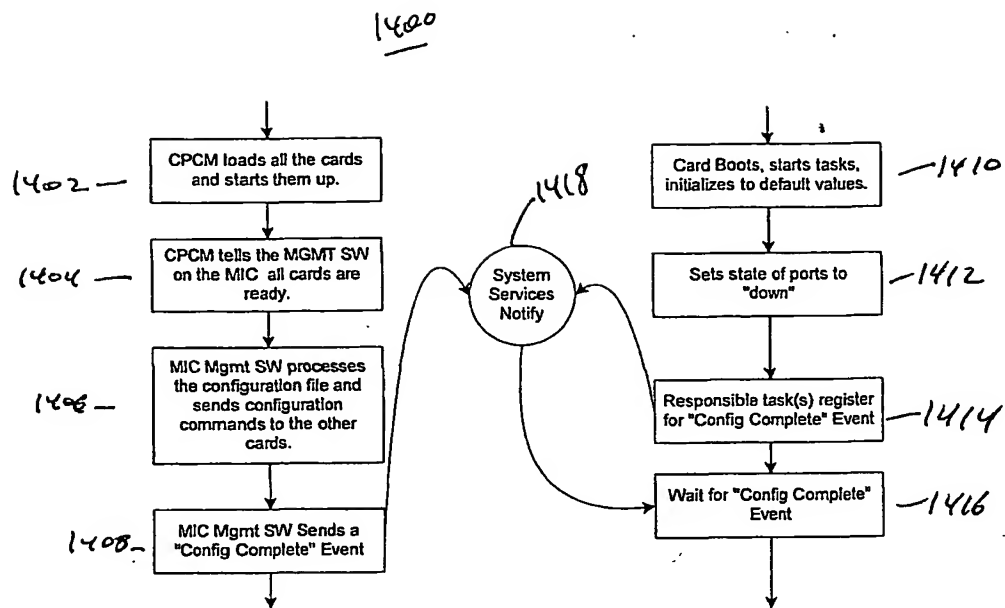 1400
1402
CPCM loads all the cards
and starts them up.
1404
CPCM tells the MGMT SW
on the MIC all cards are
ready.
1406
MIC Mgmt SW processes
the configuration file and
sends configuration
commands to the other
cards.
1408
MIC Mgmt SW Sends a
"Config Complete" Event
1418
System
Services
Notify
Card Boots, starts tasks,
initializes to default values.
1410
Sets state of ports to
"down"
1412
Responsible task(s) register
for "Config Complete" Event
1414
Wait for "Config Complete"
Event
1416